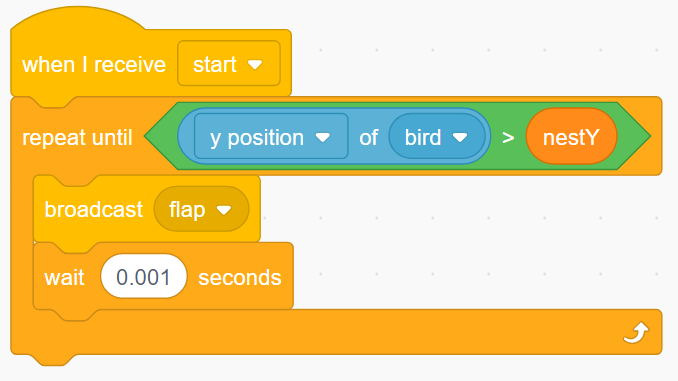 when I receive start
repeat until y position of bird > nestY
broadcast flap
wait 0.001 seconds